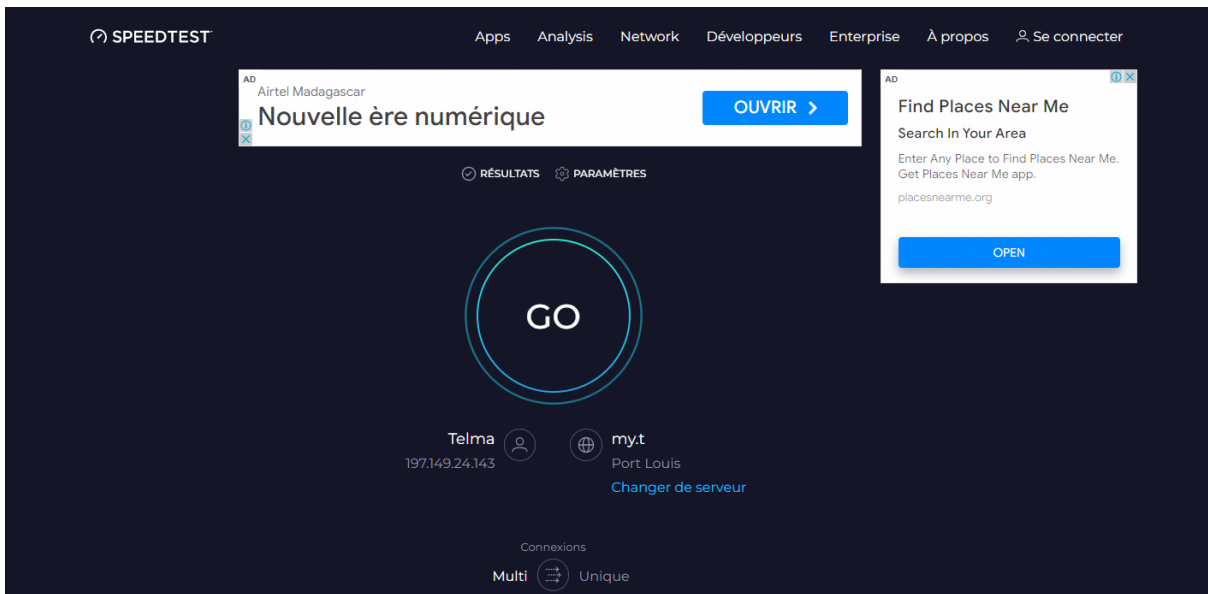 SPEEDTEST
Apps Analysis Network Développeurs Enterprise À propos Se connecter
AD
Airtel Madagascar
Nouvelle ère numérique
OUVRIR
AD
Find Places Near Me
Search In Your Area
Enter Any Place to Find Places Near Me.
Get Places Near Me app.
placesnearme.org
OPEN
RÉSULTATS PARAMÈTRES
GO
Telma
197.149.24.143
my.t
Port Louis
Changer de serveur
Connexions
Multi Unique